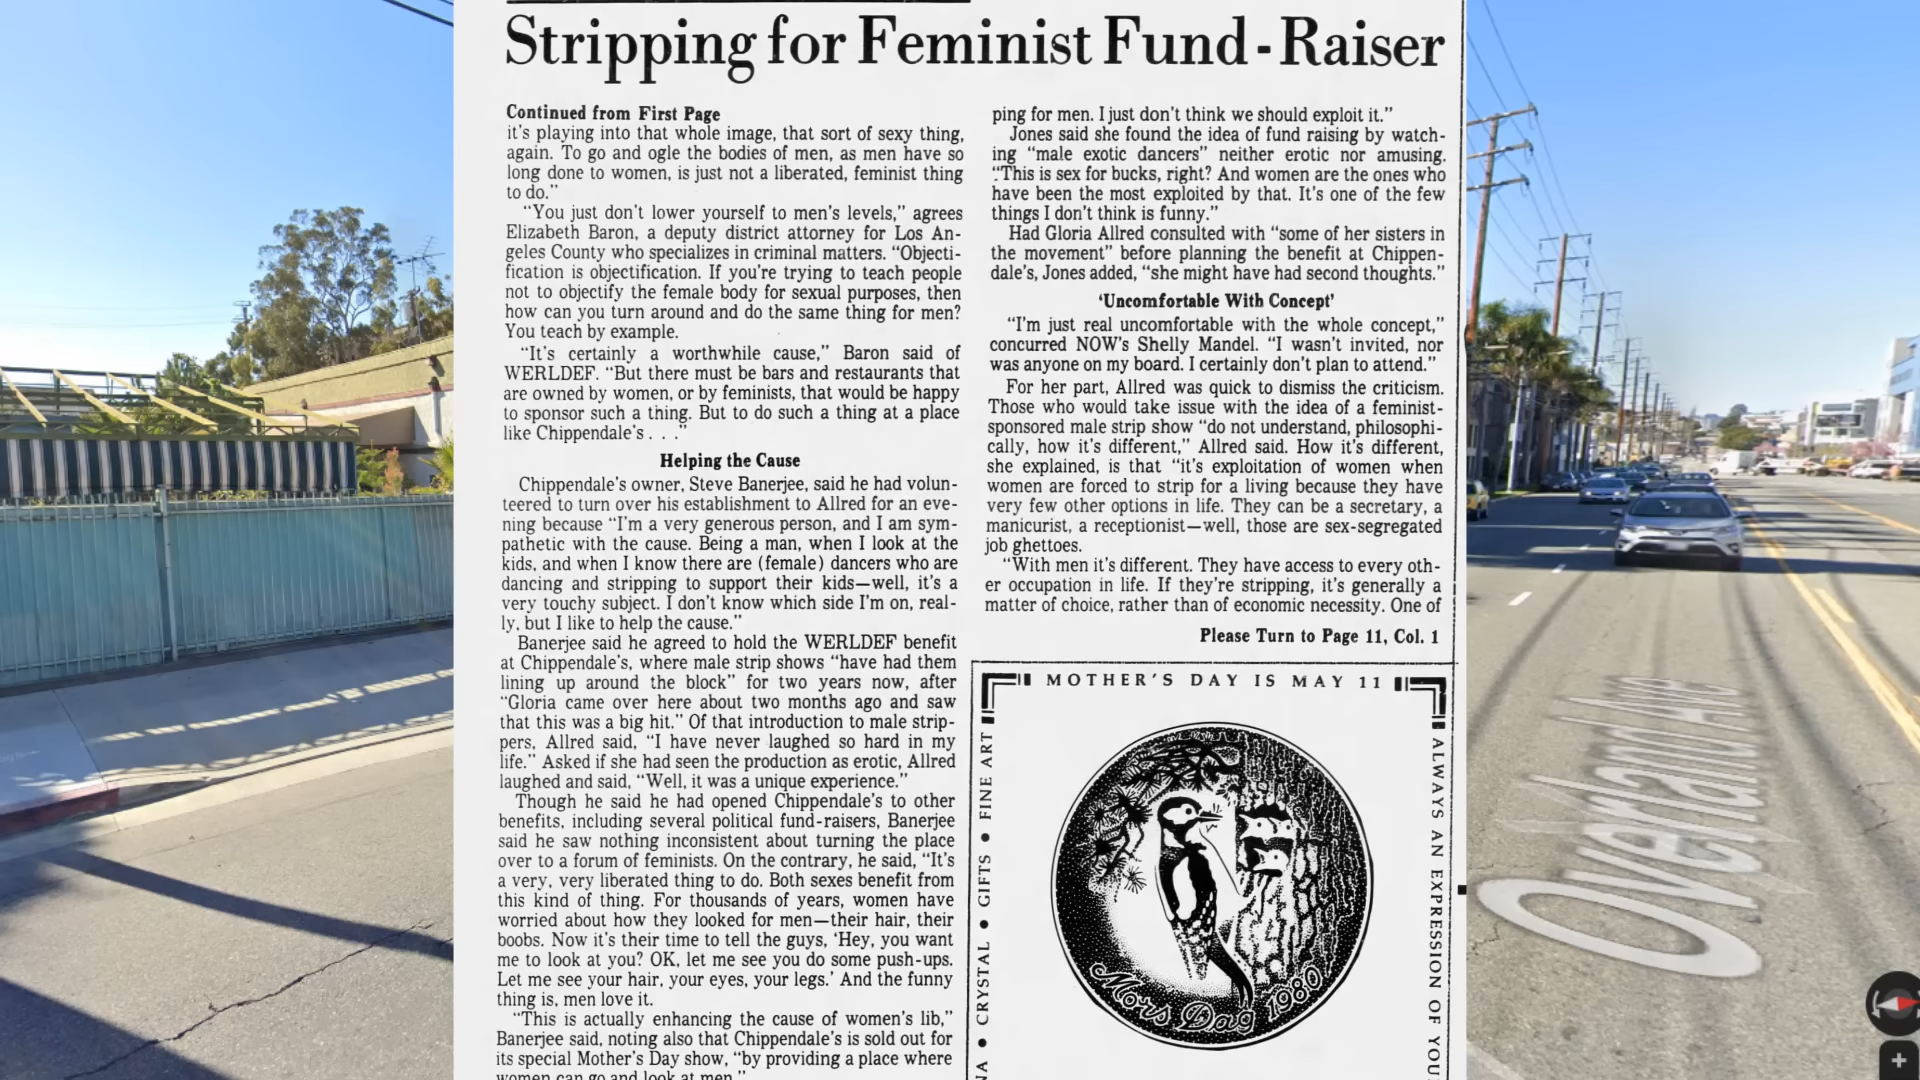 Stripping for Feminist Fund-Raiser
Continued from First Page
it's playing into that whole image, that sort of sexy thing,
again. To go and ogle the bodies of men, as men have so
long done to women, is just not a liberated, feminist thing
to do."
"You just don't lower yourself to men's levels," agrees
Elizabeth Baron, a deputy district attorney for Los An-
geles County who specializes in criminal matters. "Objecti-
fication is objectification. If you're trying to teach people
not to objectify the female body for sexual purposes, then
how can you turn around and do the same thing for men?
You teach by example.
"It's certainly a worthwhile cause," Baron said of
WERLDEF. "But there must be bars and restaurants that
are owned by women, or by feminists, that would be happy
to sponsor such a thing. But to do such a thing at a place
like Chippendale's . . ."
Helping the Cause
Chippendale's owner, Steve Banerjee, said he had volun-
teered to turn over his establishment to Allred for an eve-
ning because "I'm a very generous person, and I am sym-
pathetic with the cause. Being a man, when I look at the
kids, and when I know there are (female) dancers who are
dancing and stripping to support their kids—well, it's a
very touchy subject. I don't know which side I'm on, real-
ly, but I like to help the cause."
Banerjee said he agreed to hold the WERLDEF benefit
at Chippendale's, where male strip shows "have had them
lining up around the block" for two years now, after
"Gloria came over here about two months ago and saw
that this was a big hit." Of that introduction to male strip-
pers, Allred said, "I have never laughed so hard in my
life." Asked if she had seen the production as erotic, Allred
laughed and said, "Well, it was a unique experience."
Though he said he had opened Chippendale's to other
benefits, including several political fund-raisers, Banerjee
said he saw nothing inconsistent about turning the place
over to a forum of feminists. On the contrary, he said, "It's
a very, very liberated thing to do. Both sexes benefit from
this kind of thing. For thousands of years, women have
worried about how they looked for men—their hair, their
boobs. Now it's their time to tell the guys, 'Hey, you want
me to look at you? OK, let me see you do some push-ups.
Let me see your hair, your eyes, your legs.' And the funny
thing is, men love it.
"This is actually enhancing the cause of women's lib,"
Banerjee said, noting also that Chippendale's is sold out for
its special Mother's Day show, "by providing a place where
women can go and look at men."
ping for men. I just don't think we should exploit it."
Jones said she found the idea of fund raising by watch-
ing "male exotic dancers" neither erotic nor amusing.
"This is sex for bucks, right? And women are the ones who
have been the most exploited by that. It's one of the few
things I don't think is funny."
Had Gloria Allred consulted with "some of her sisters in
the movement" before planning the benefit at Chippen-
dale's, Jones added, "she might have had second thoughts."
'Uncomfortable With Concept'
"I'm just real uncomfortable with the whole concept,"
concurred NOW's Shelly Mandel. "I wasn't invited, nor
was anyone on my board. I certainly don't plan to attend."
For her part, Allred was quick to dismiss the criticism.
Those who would take issue with the idea of a feminist-
sponsored male strip show "do not understand, philosophi-
cally, how it's different," Allred said. How it's different,
she explained, is that "it's exploitation of women when
women are forced to strip for a living because they have
very few other options in life. They can be a secretary, a
manicurist, a receptionist—well, those are sex-segregated
job ghettoes.
"With men it's different. They have access to every oth-
er occupation in life. If they're stripping, it's generally a
matter of choice, rather than of economic necessity. One of
Please Turn to Page 11, Col. 1
MOTHER'S DAY IS MAY 11
NA • CRYSTAL • GIFTS • FINE ART
ALWAYS AN EXPRESSION OF YOU
Mors Dag 1980
Overland Ave